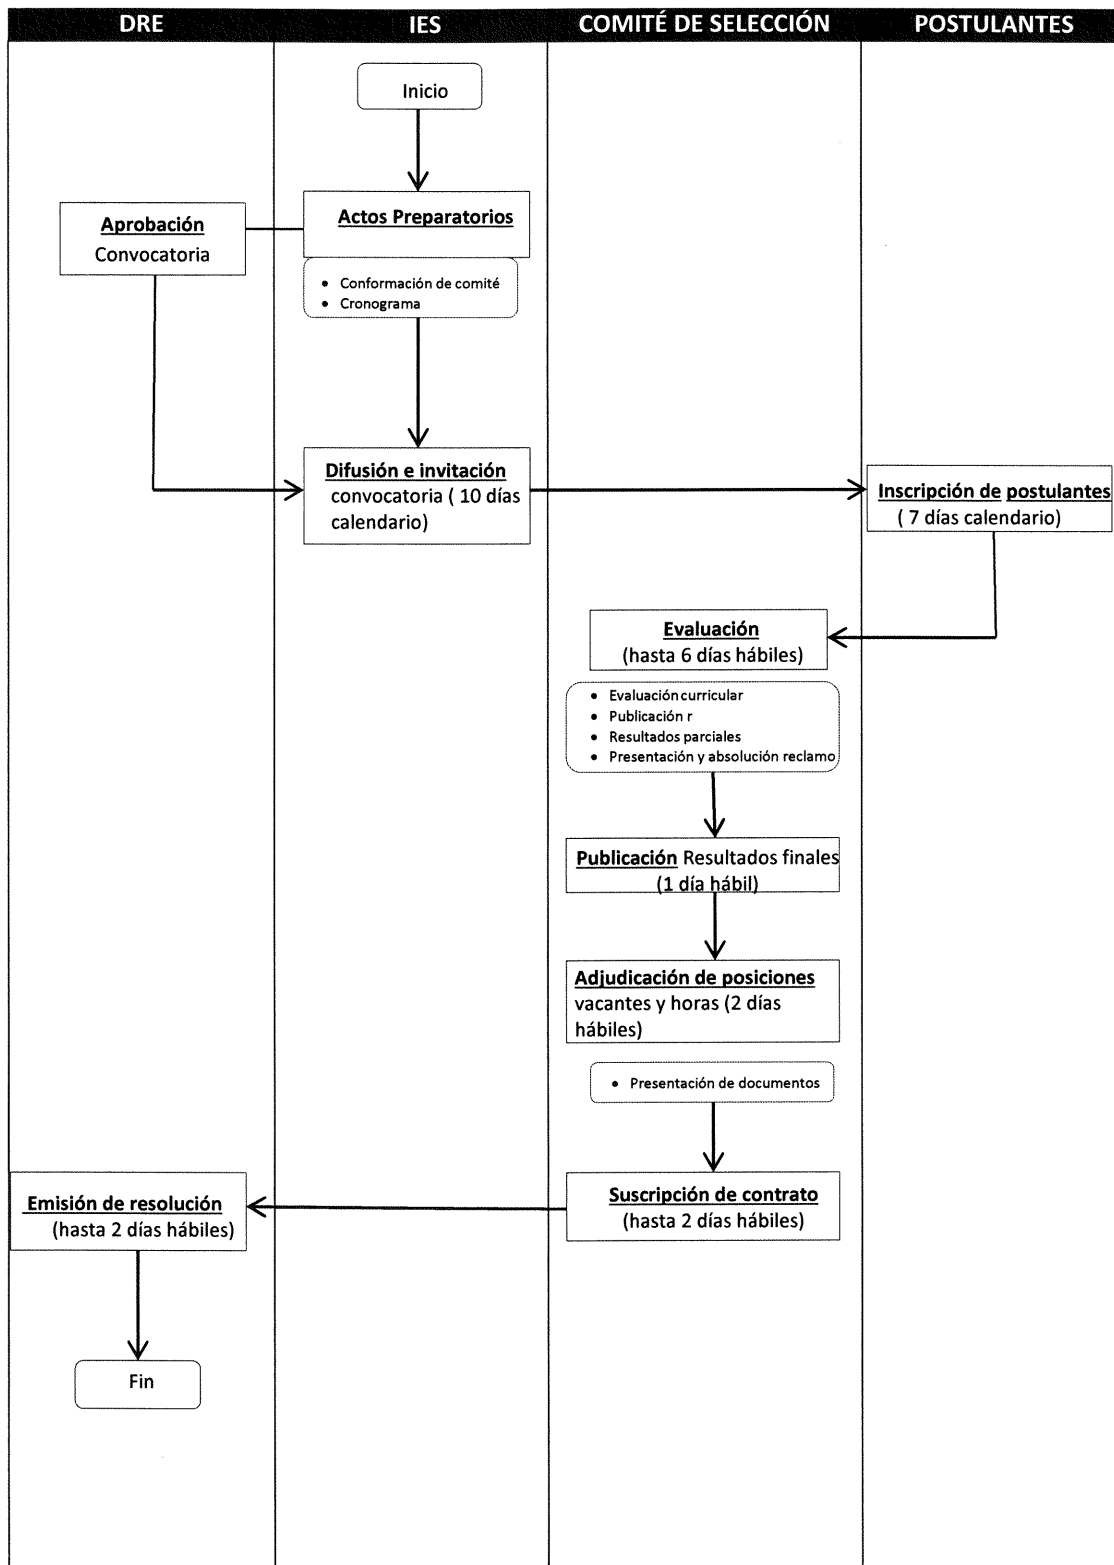 DRE IES COMITÉ DE SELECCIÓN POSTULANTES
Inicio
Actos Preparatorios
Aprobación
Convocatoria
• Conformación de comité
• Cronograma
Difusión e invitación
convocatoria ( 10 días
calendario)
Inscripción de postulantes
( 7 días calendario)
Evaluación
(hasta 6 días hábiles)
• Evaluación curricular
• Publicación r
• Resultados parciales
• Presentación y absolución reclamo
Publicación Resultados finales
(1 día hábil)
Adjudicación de posiciones
vacantes y horas (2 días
hábiles)
• Presentación de documentos
Suscripción de contrato
(hasta 2 días hábiles)
Emisión de resolución
(hasta 2 días hábiles)
Fin